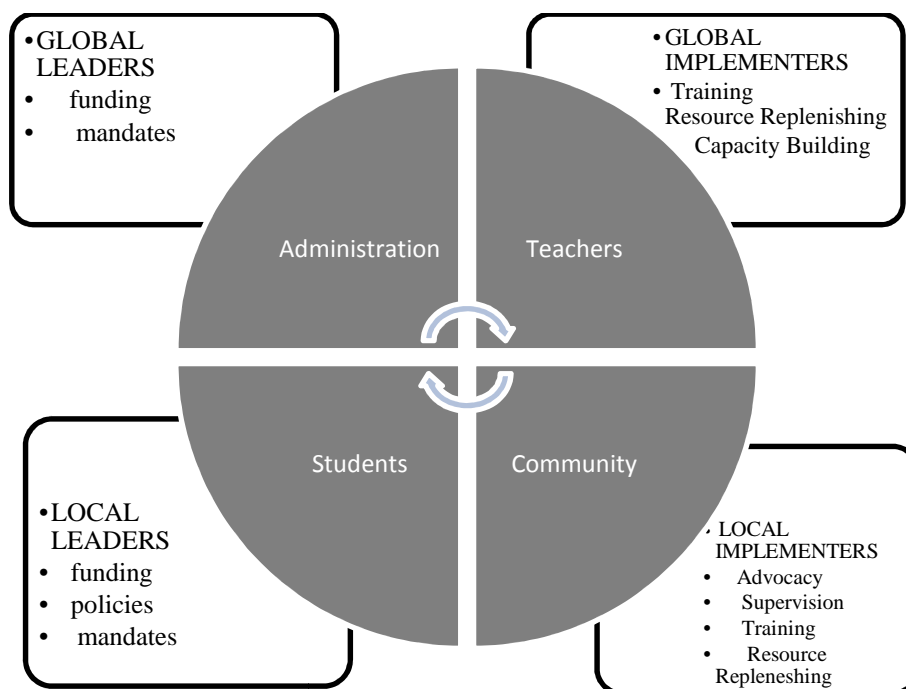 •GLOBAL
LEADERS
• funding
• mandates
•GLOBAL
IMPLEMENTERS
• Training
Resource Replenishing
Capacity Building
Administration
Teachers
Students
Community
•LOCAL
LEADERS
• funding
• policies
• mandates
• LOCAL
IMPLEMENTERS
• Advocacy
• Supervision
• Training
• Resource
Repleneshing